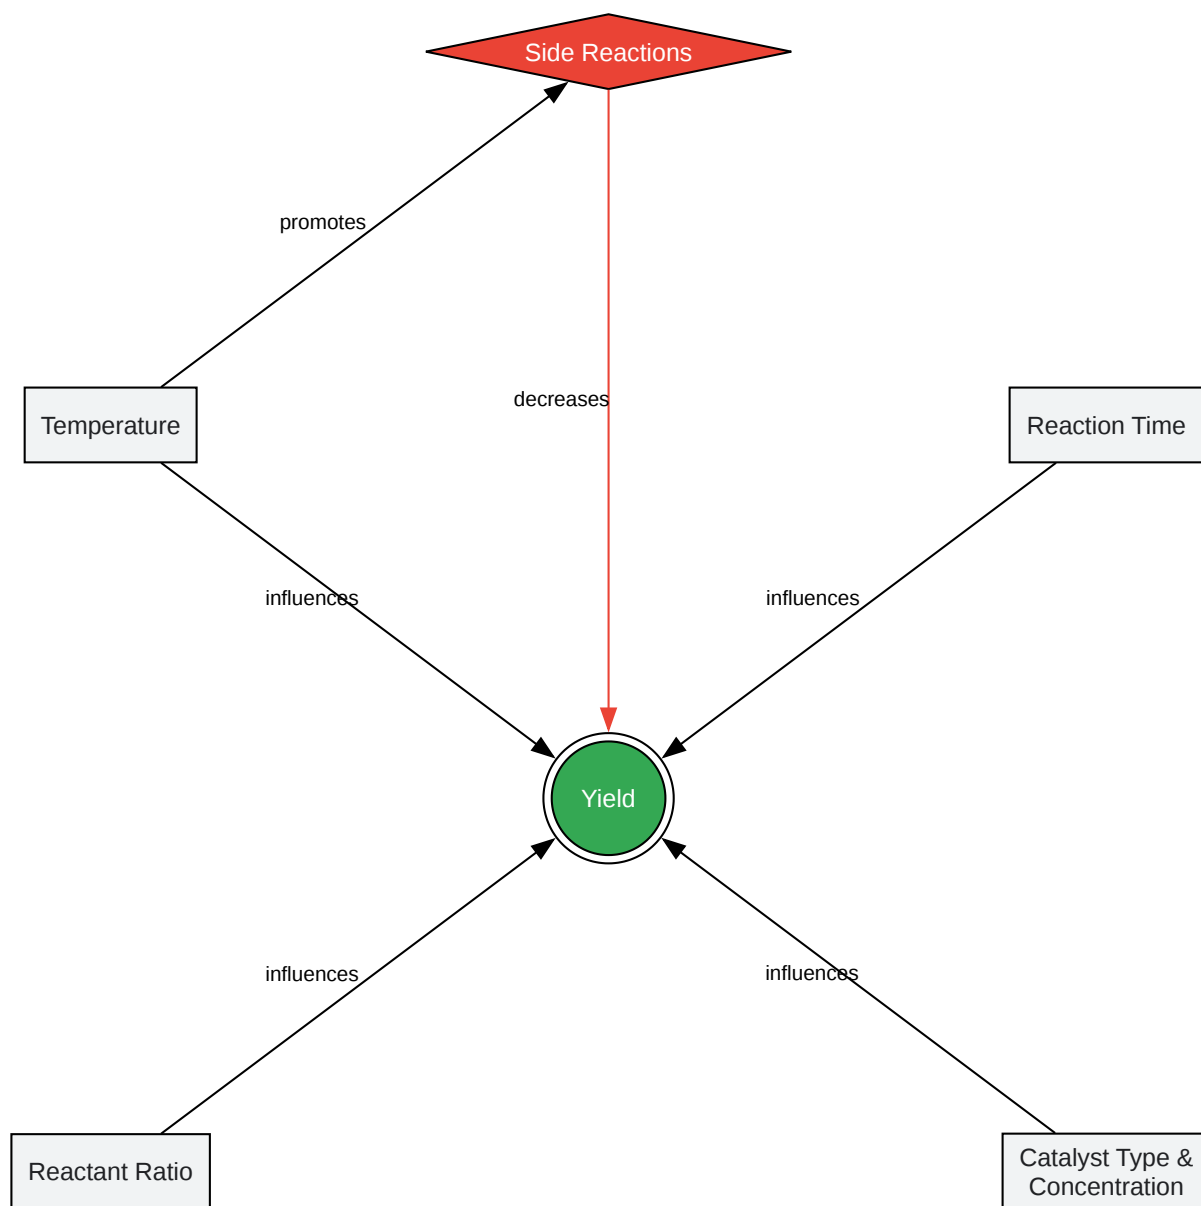 Side Reactions
promotes
decreases
Temperature
Reaction Time
influences
influences
Yield
influences
influences
Reactant Ratio
Catalyst Type &
Concentration